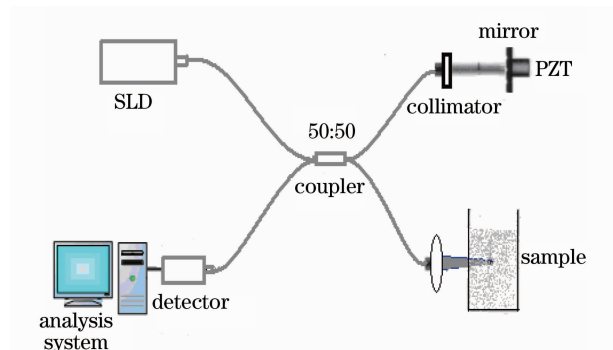 mirror
PZT
SLD
collimator
50:50
coupler
sample
detector
analysis
system